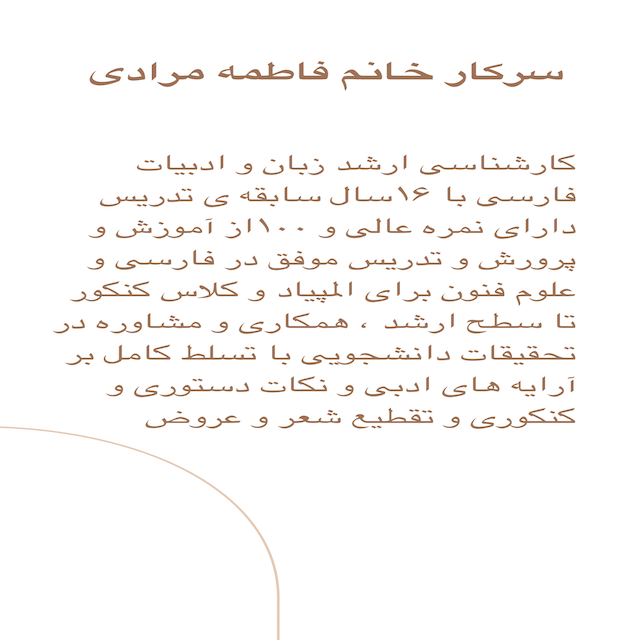 سرکار خانم فاطمه مرادی
کارشناسی ارشد زبان و ادبیات
فارسی با ۱۶سال سابقه ی تدریس
دارای نمره عالی و ۱۰۰از آموزش و
پرورش و تدریس موفق در فارسی و
علوم فنون برای المپیاد و کلاس کنکور
تا سطح ارشد ، همکاری و مشاوره در
تحقیقات دانشجویی با تسلط کامل بر
آرایه های ادبی و نکات دستوری و
کنکوری و تقطیع شعر و عروض